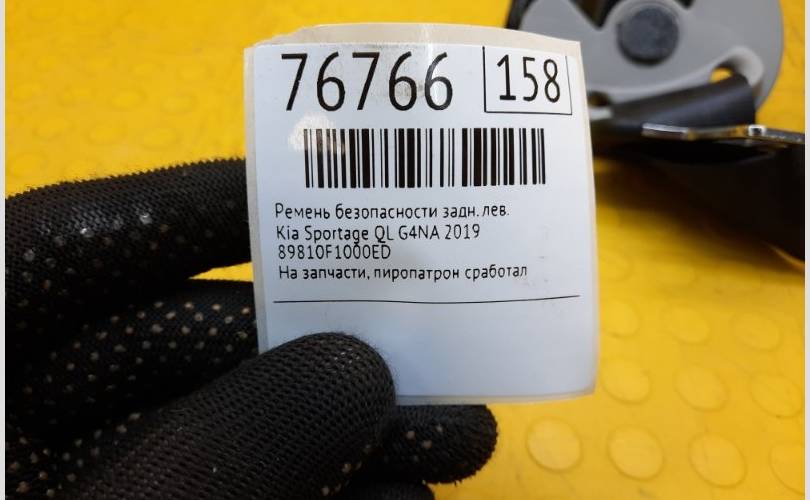 76766 158
Ремень безопасности задн. лев.
Kia Sportage QL G4NA 2019
89810F1000ED
На запчасти, пиропатрон сработал